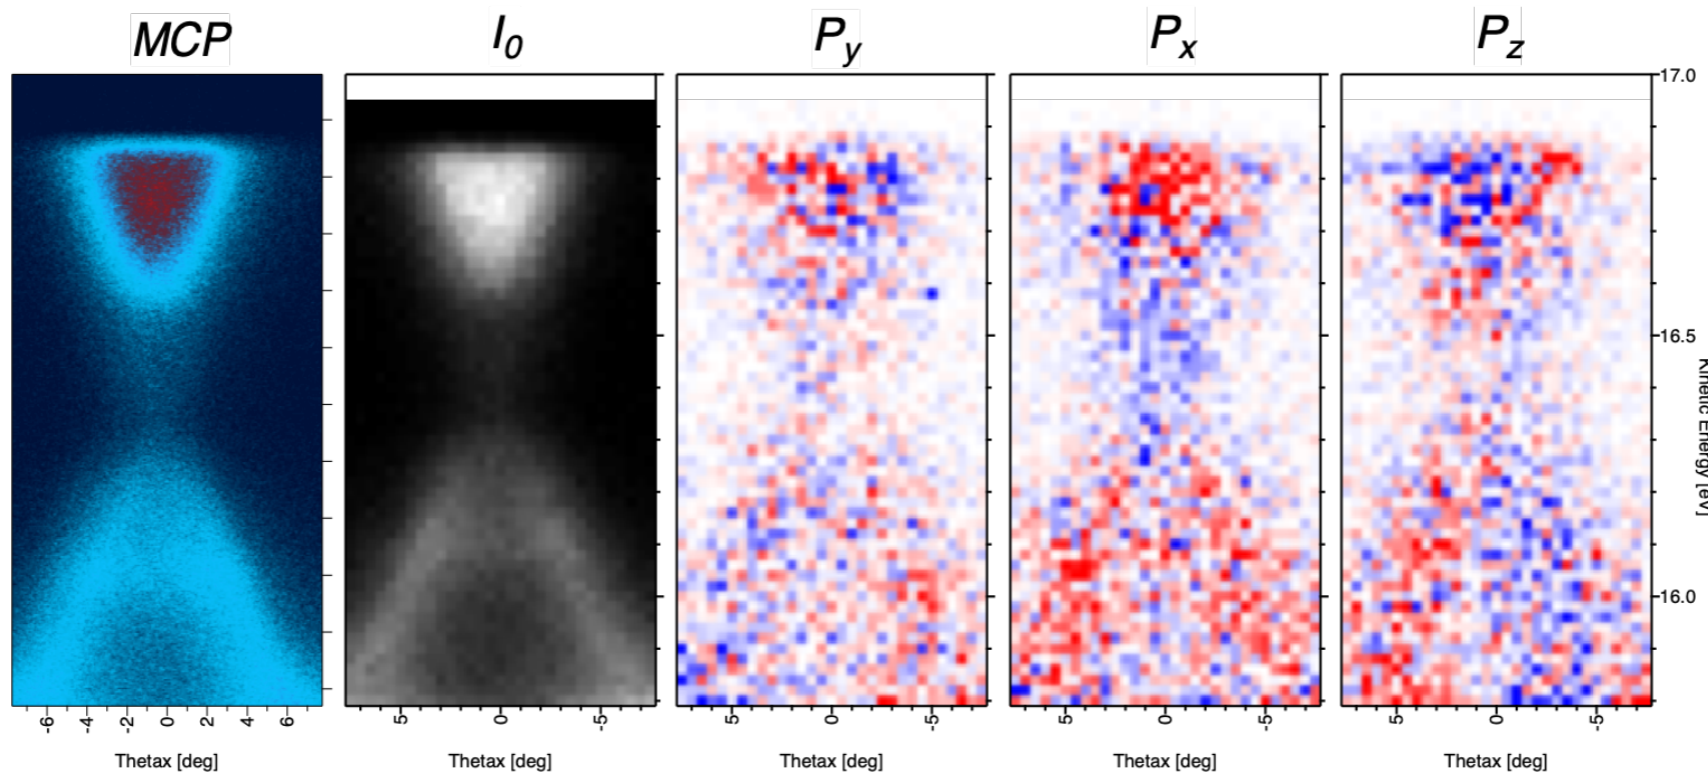 MCP
I0
Py
Px
Pz
17.0
16.5
16.0
Kinetic Energy [eV]
-6 -4 -2 0 2 4 6
5 0 -5
5 0 -5
5 0 -5
5 0 -5
Thetax [deg]
Thetax [deg]
Thetax [deg]
Thetax [deg]
Thetax [deg]